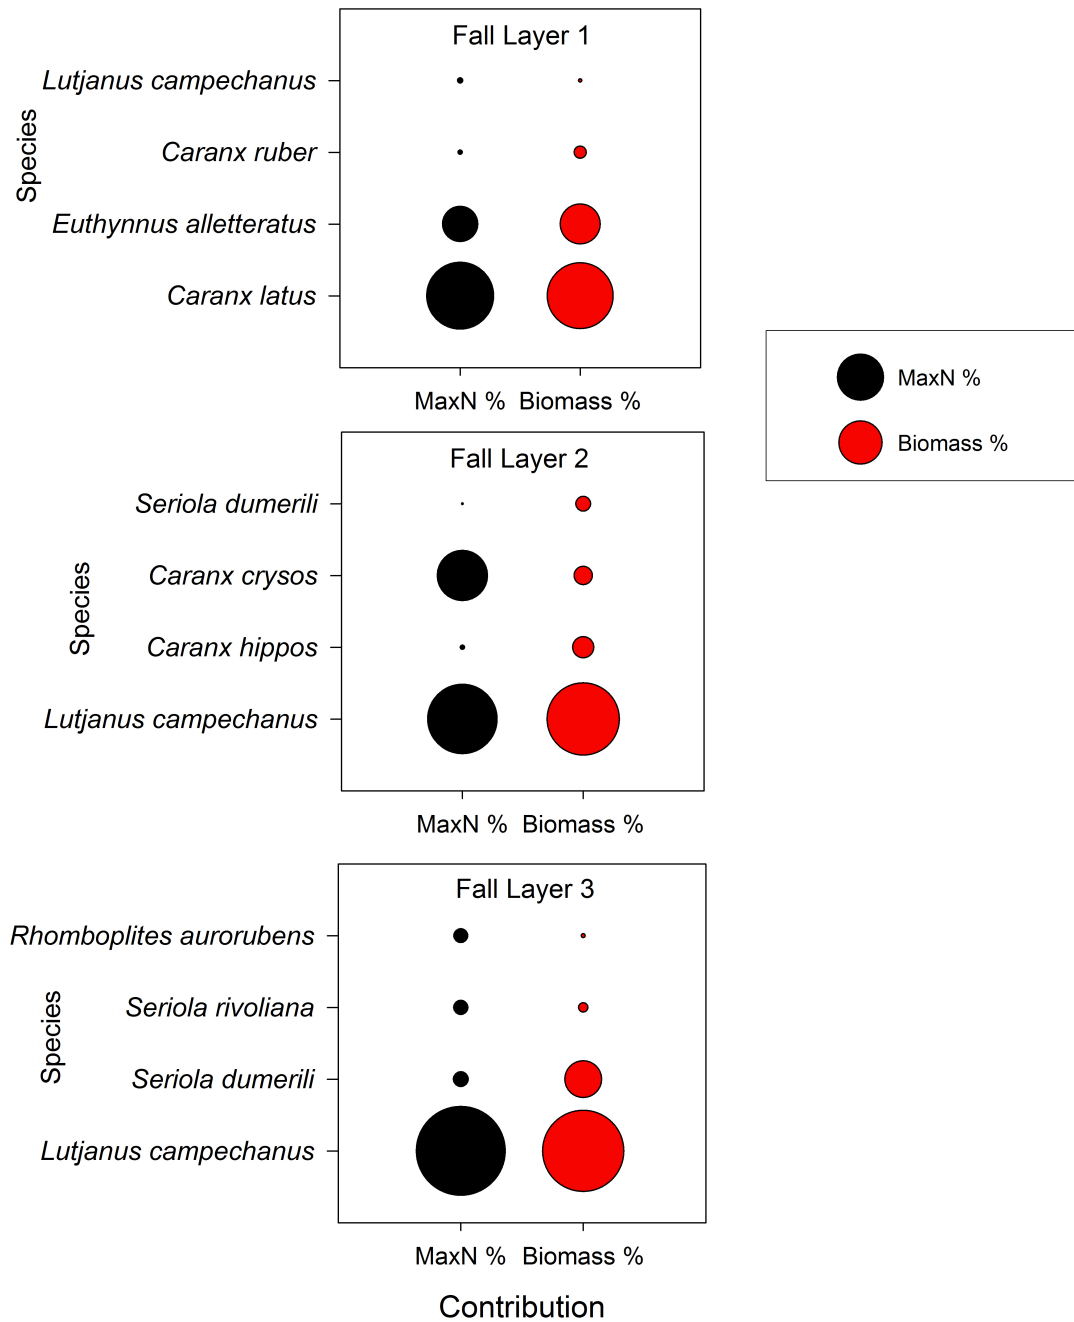 Fall Layer 1
Species
Lutjanus campechanus
Caranx ruber
Euthynnus alletteratus
Caranx latus
MaxN % Biomass %
MaxN %
Biomass %
Fall Layer 2
Species
Seriola dumerili
Caranx crysos
Caranx hippos
Lutjanus campechanus
MaxN % Biomass %
Fall Layer 3
Species
Rhomboplites aurorubens
Seriola rivoliana
Seriola dumerili
Lutjanus campechanus
MaxN % Biomass %
Contribution